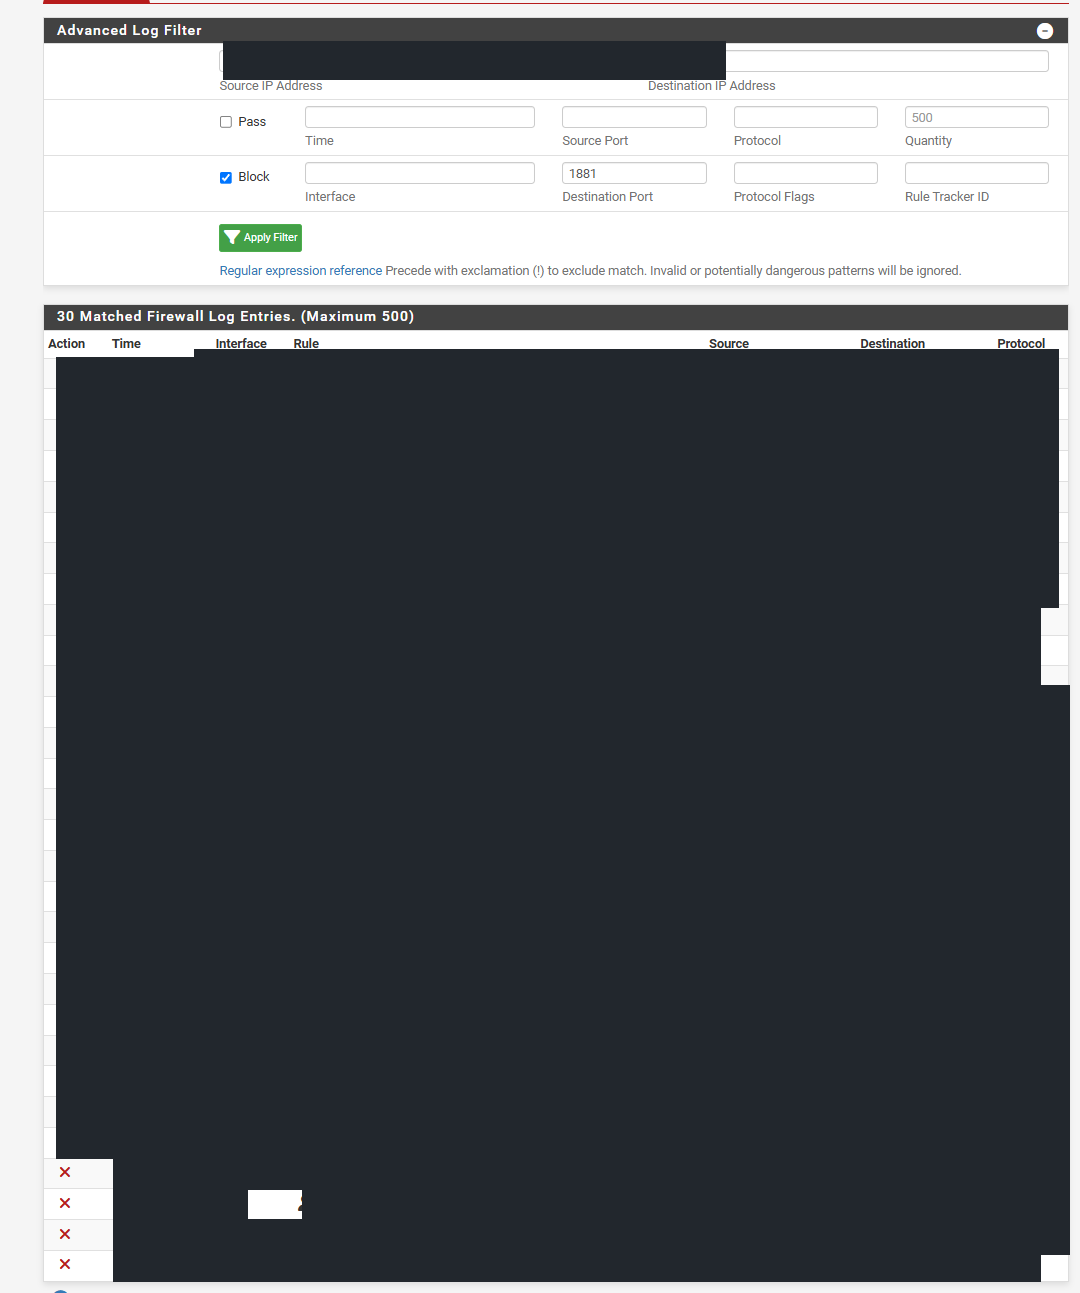 Advanced Log Filter
Source IP Address Destination IP Address
Pass 500
Time Source Port Protocol Quantity
Block 1881
Interface Destination Port Protocol Flags Rule Tracker ID
Apply Filter
Regular expression reference Precede with exclamation (!) to exclude match. Invalid or potentially dangerous patterns will be ignored.
30 Matched Firewall Log Entries. (Maximum 500)
Action Time Interface Rule Source Destination Protocol